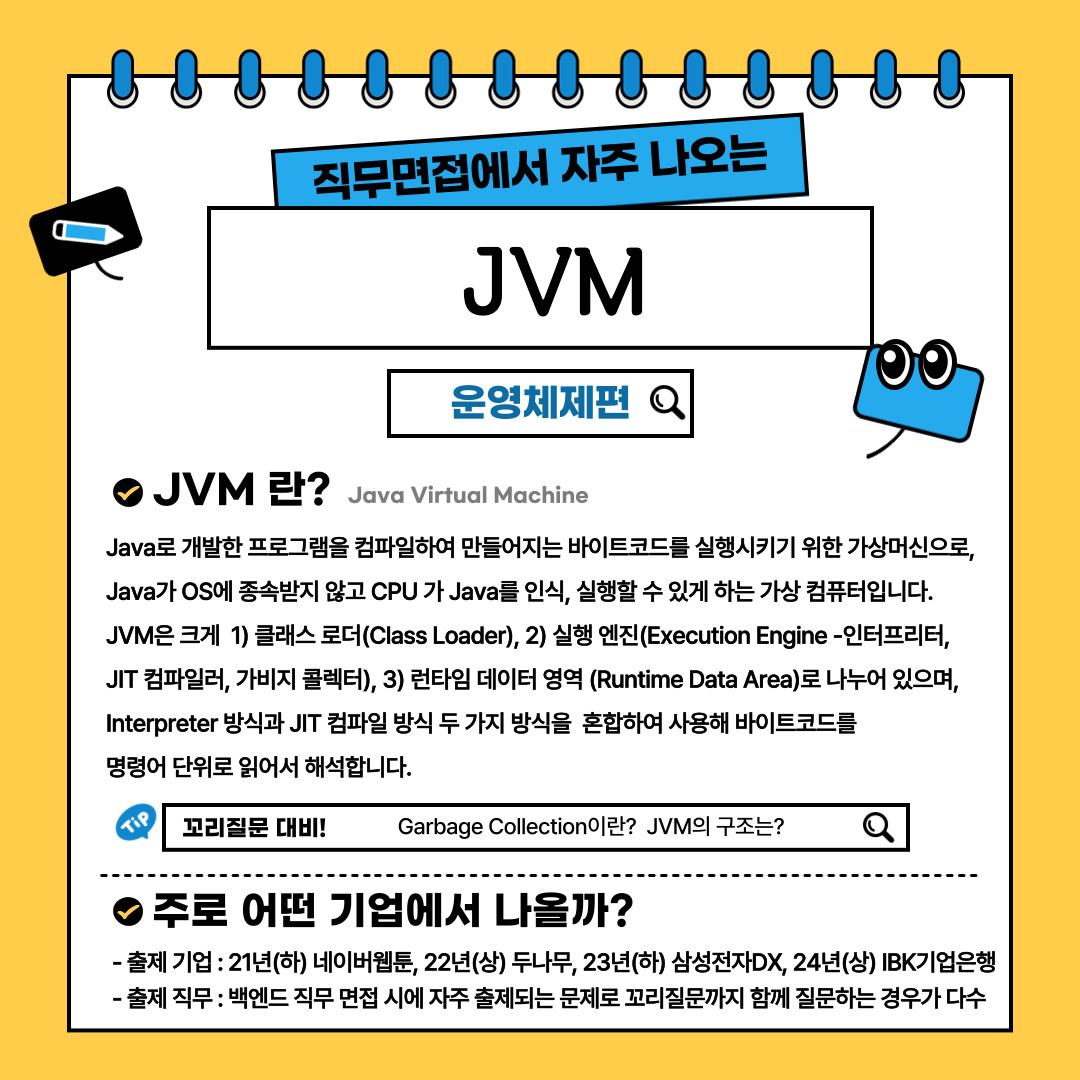 직무면접에서 자주 나오는
JVM
운영체제편
JVM 란? Java Virtual Machine
Java로 개발한 프로그램을 컴파일하여 만들어지는 바이트코드를 실행시키기 위한 가상머신으로,
Java가 OS에 종속받지 않고 CPU 가 Java를 인식, 실행할 수 있게 하는 가상 컴퓨터입니다.
JVM은 크게  1) 클래스 로더(Class Loader), 2) 실행 엔진(Execution Engine -인터프리터,
JIT 컴파일러, 가비지 콜렉터), 3) 런타임 데이터 영역 (Runtime Data Area)로 나누어 있으며,
Interpreter 방식과 JIT 컴파일 방식 두 가지 방식을  혼합하여 사용해 바이트코드를
명령어 단위로 읽어서 해석합니다.
TiP 꼬리질문 대비! Garbage Collection이란?  JVM의 구조는?
주로 어떤 기업에서 나올까?
- 출제 기업 : 21년(하) 네이버웹툰, 22년(상) 두나무, 23년(하) 삼성전자DX, 24년(상) IBK기업은행
- 출제 직무 : 백엔드 직무 면접 시에 자주 출제되는 문제로 꼬리질문까지 함께 질문하는 경우가 다수